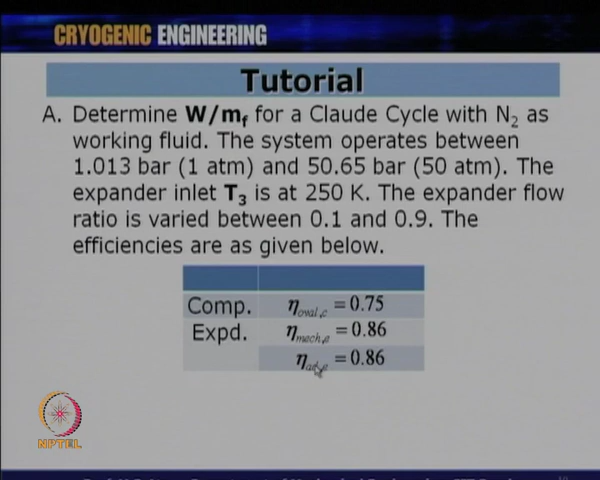 CRYOGENIC ENGINEERING
Tutorial
A. Determine W/mf for a Claude Cycle with N2 as
working fluid. The system operates between
1.013 bar (1 atm) and 50.65 bar (50 atm). The
expander inlet T3 is at 250 K. The expander flow
ratio is varied between 0.1 and 0.9. The
efficiencies are as given below.
Comp. ηoval,c = 0.75
Expd. ηmech,e = 0.86
ηad,e = 0.86
NPTEL